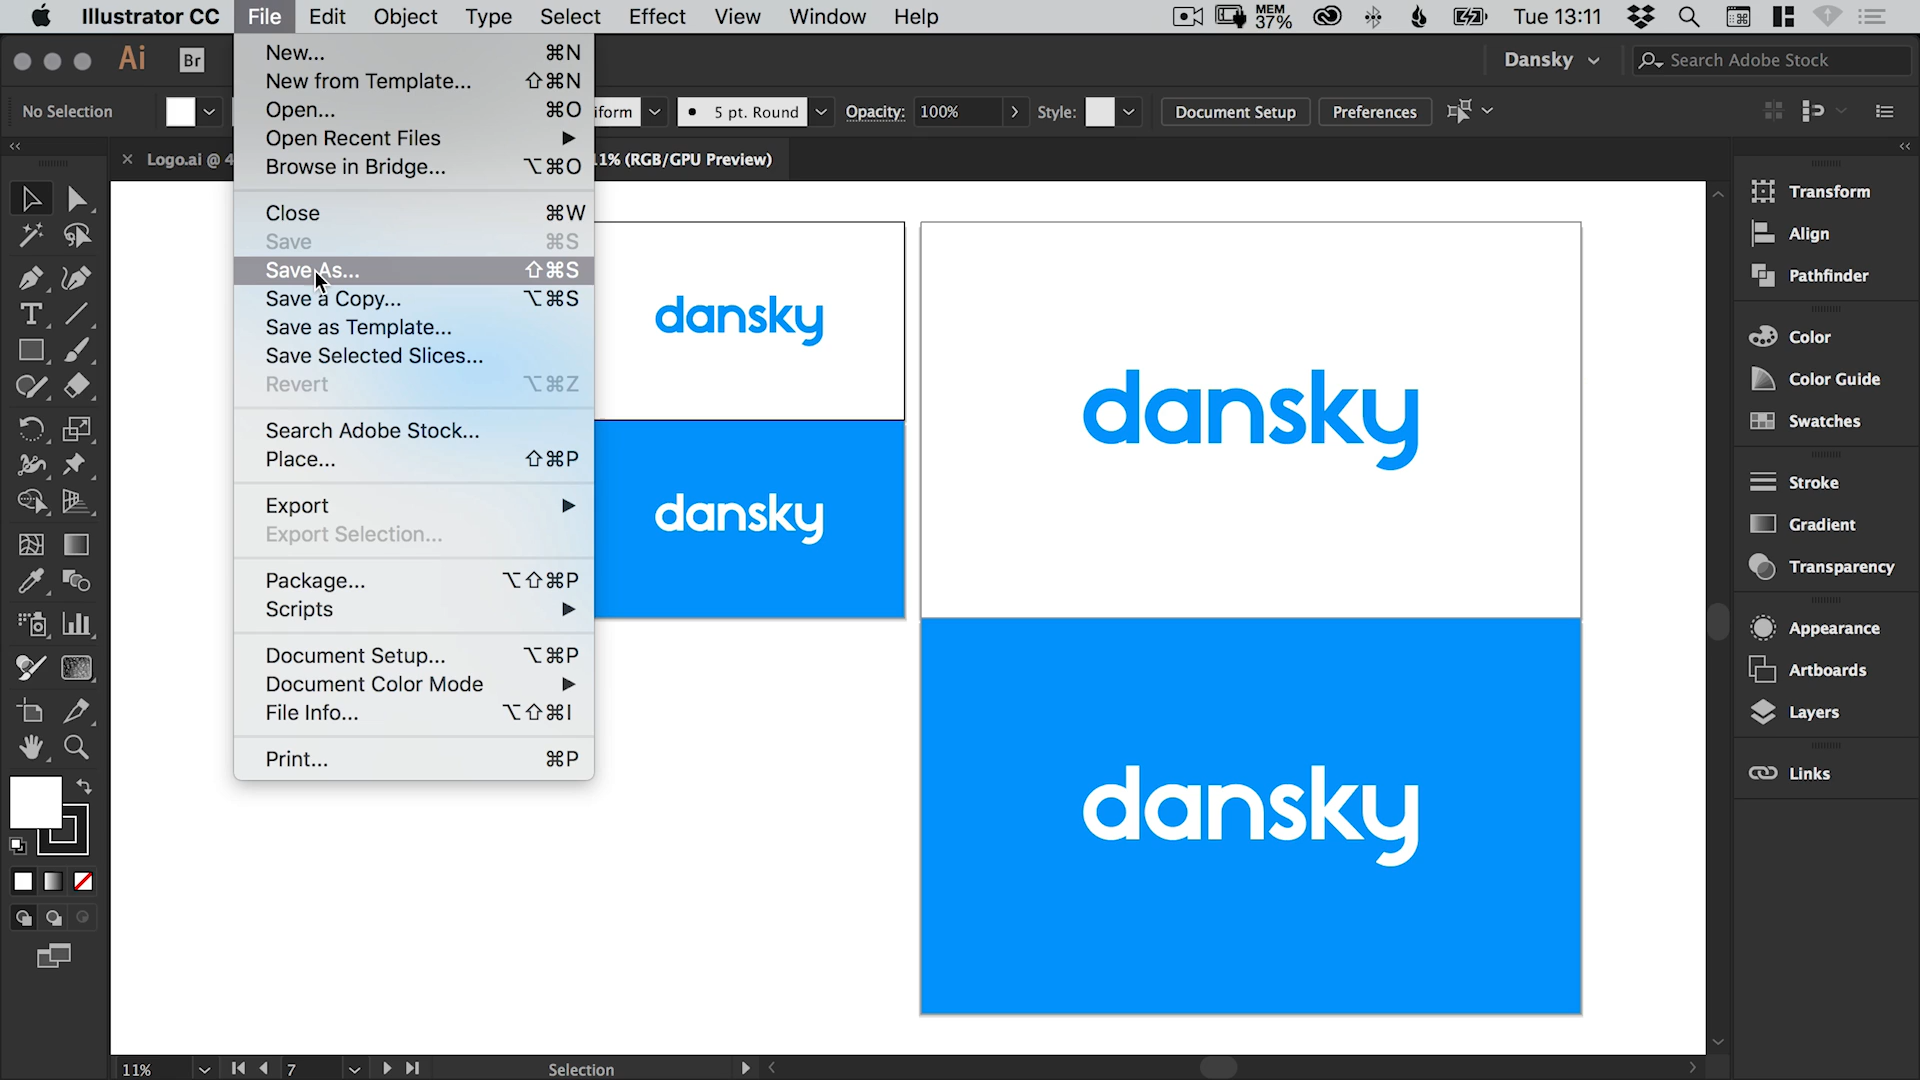 Illustrator CC File Edit Object Type Select Effect View Window Help MEM 37% Tue 13:11
Ai Br Dansky Search Adobe Stock
No Selection iform 5 pt. Round Opacity: 100% Style: Document Setup Preferences
Logo.ai @ 4 11% (RGB/GPU Preview)
New... ⌘N
New from Template... ⇧⌘N
Open... ⌘O
Open Recent Files ▶
Browse in Bridge... ⌥⌘O
Close ⌘W
Save ⌘S
Save As... ⇧⌘S
Save a Copy... ⌥⌘S
Save as Template...
Save Selected Slices...
Revert ⌥⌘Z
Search Adobe Stock...
Place... ⇧⌘P
Export ▶
Export Selection...
Package... ⌥⇧⌘P
Scripts ▶
Document Setup... ⌥⌘P
Document Color Mode ▶
File Info... ⌥⇧⌘I
Print... ⌘P
dansky
dansky
dansky
dansky
Transform
Align
Pathfinder
Color
Color Guide
Swatches
Stroke
Gradient
Transparency
Appearance
Artboards
Layers
Links
11% 7 Selection